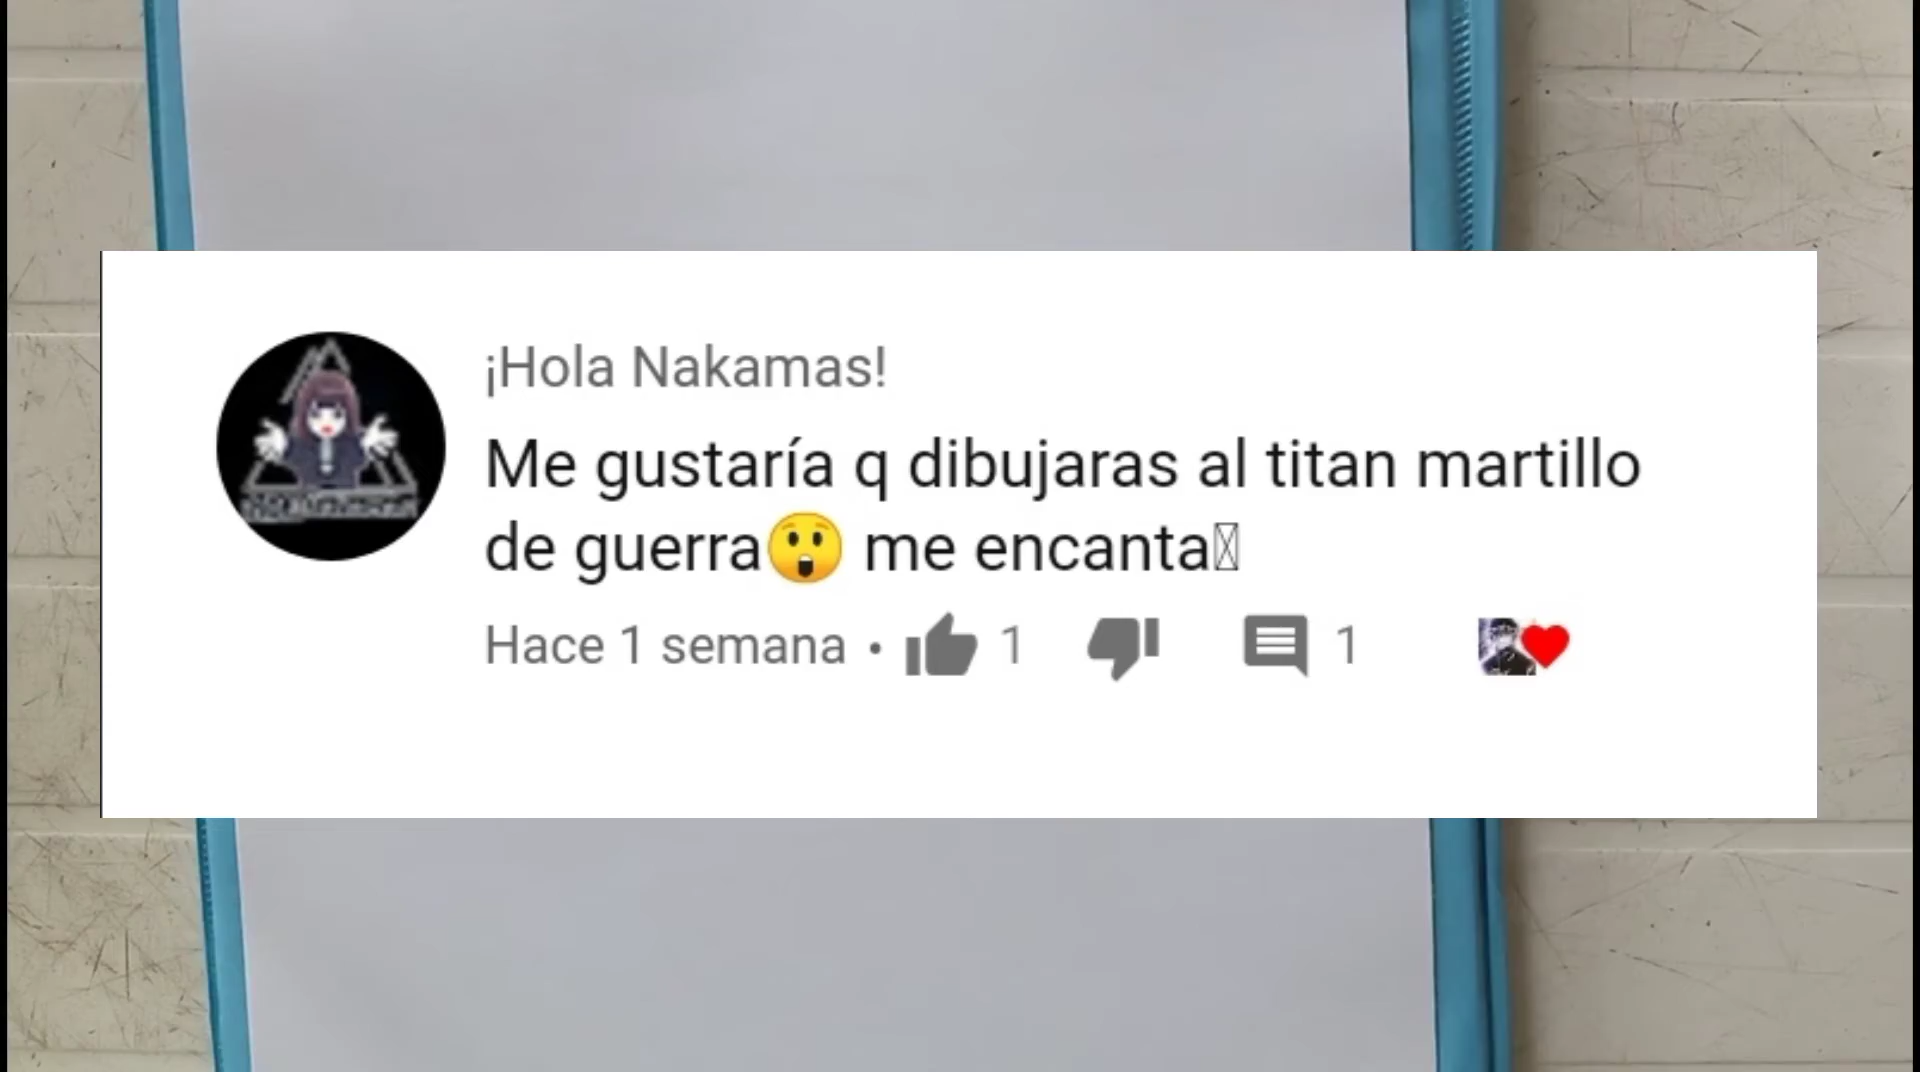 ¡Hola Nakamas!
Me gustaría q dibujaras al titan martillo
de guerra😲 me encanta
Hace 1 semana • 1 1